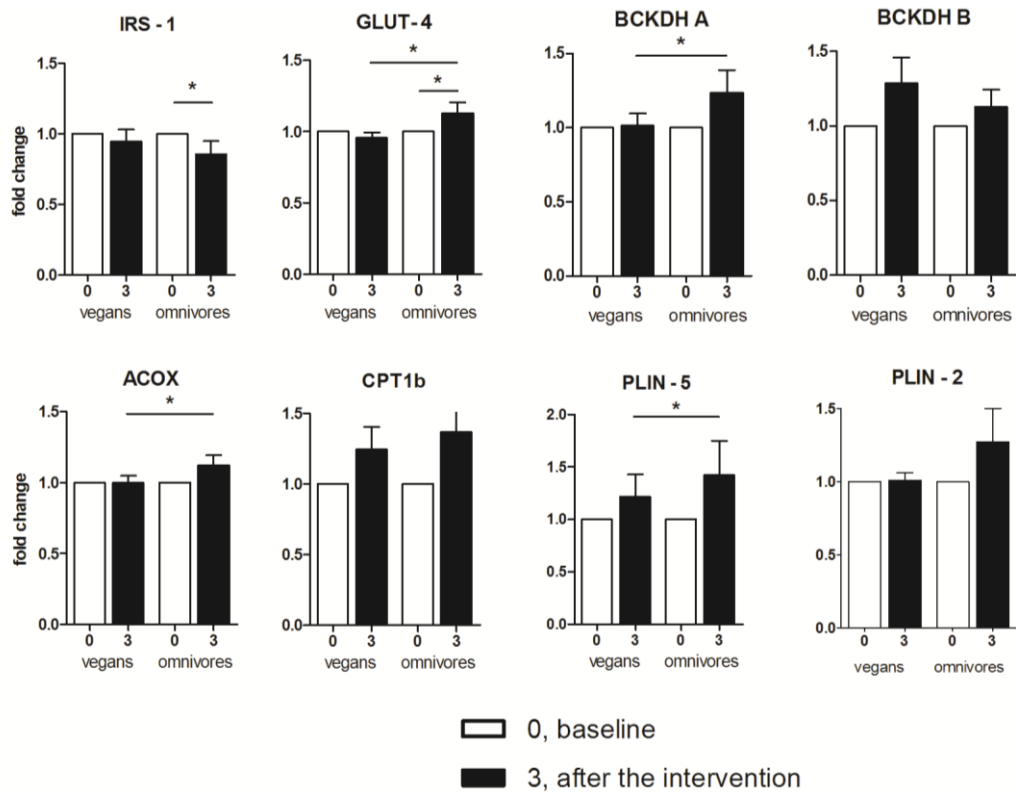 IRS - 1
GLUT - 4
BCKDH A
BCKDH B
fold change
1.5
1.0
0.5
0.0
*
0 3 0 3
vegans omnivores
1.5
1.0
0.5
0.0
*
*
0 3 0 3
vegans omnivores
1.5
1.0
0.5
0.0
*
0 3 0 3
vegans omnivores
1.5
1.0
0.5
0.0
0 3 0 3
vegans omnivores
ACOX
CPT1b
PLIN - 5
PLIN - 2
fold change
1.5
1.0
0.5
0.0
*
0 3 0 3
vegans omnivores
1.5
1.0
0.5
0.0
0 3 0 3
vegans omnivores
2.0
1.5
1.0
0.5
0.0
*
0 3 0 3
vegans omnivores
1.5
1.0
0.5
0.0
0 3 0 3
vegans omnivores
0, baseline
3, after the intervention